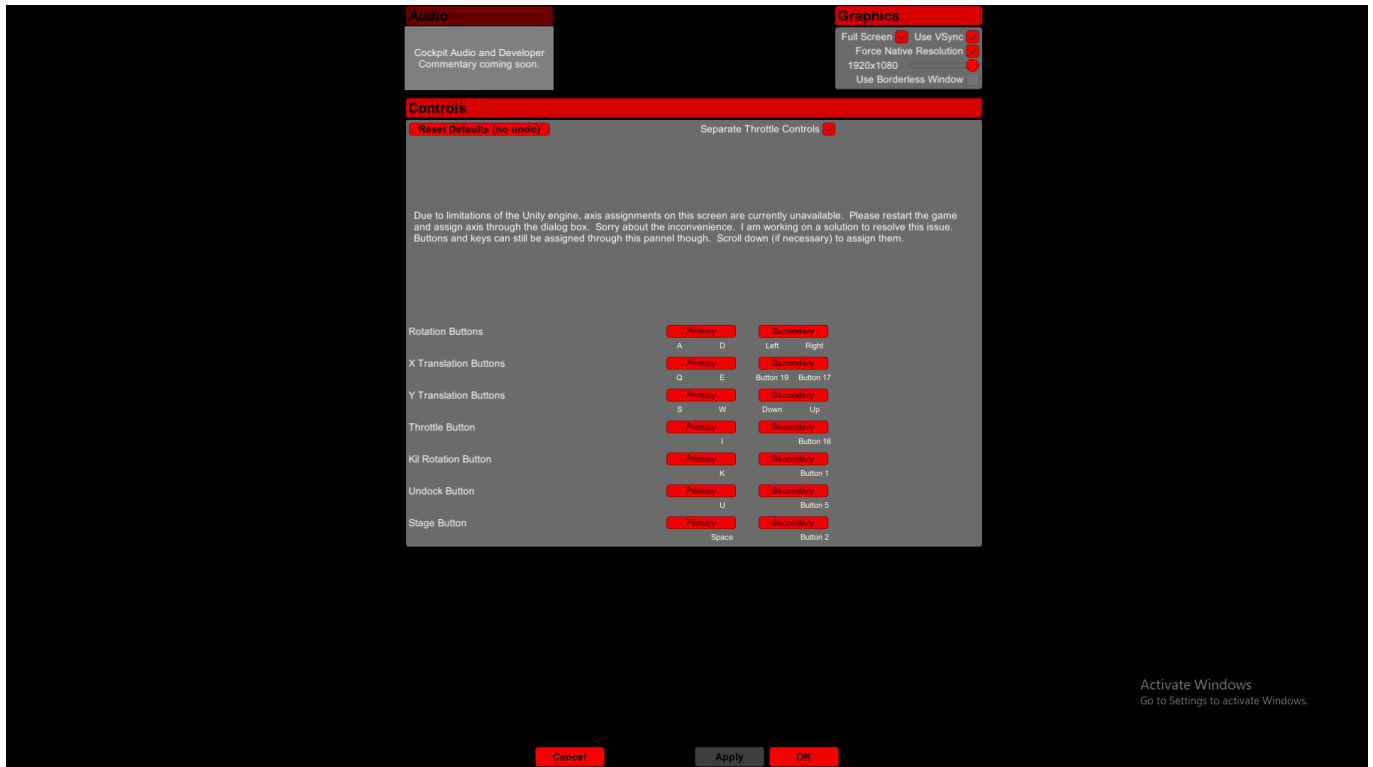 Audio
Cockpit Audio and Developer
Commentary coming soon.
Graphics
Full Screen Use VSync
Force Native Resolution
1920x1080
Use Borderless Window
Controls
Reset Defaults (no undo) Separate Throttle Controls
Due to limitations of the Unity engine, axis assignments on this screen are currently unavailable. Please restart the game
and assign axis through the dialog box. Sorry about the inconvenience. I am working on a solution to resolve this issue.
Buttons and keys can still be assigned through this pannel though. Scroll down (if necessary) to assign them.
Rotation Buttons Primary Secondary
A D Left Right
X Translation Buttons Primary Secondary
Q E Button 19 Button 17
Y Translation Buttons Primary Secondary
S W Down Up
Throttle Button Primary Secondary
I Button 16
Kil Rotation Button Primary Secondary
K Button 1
Undock Button Primary Secondary
U Button 5
Stage Button Primary Secondary
Space Button 2
Activate Windows
Go to Settings to activate Windows.
Cancel Apply OK